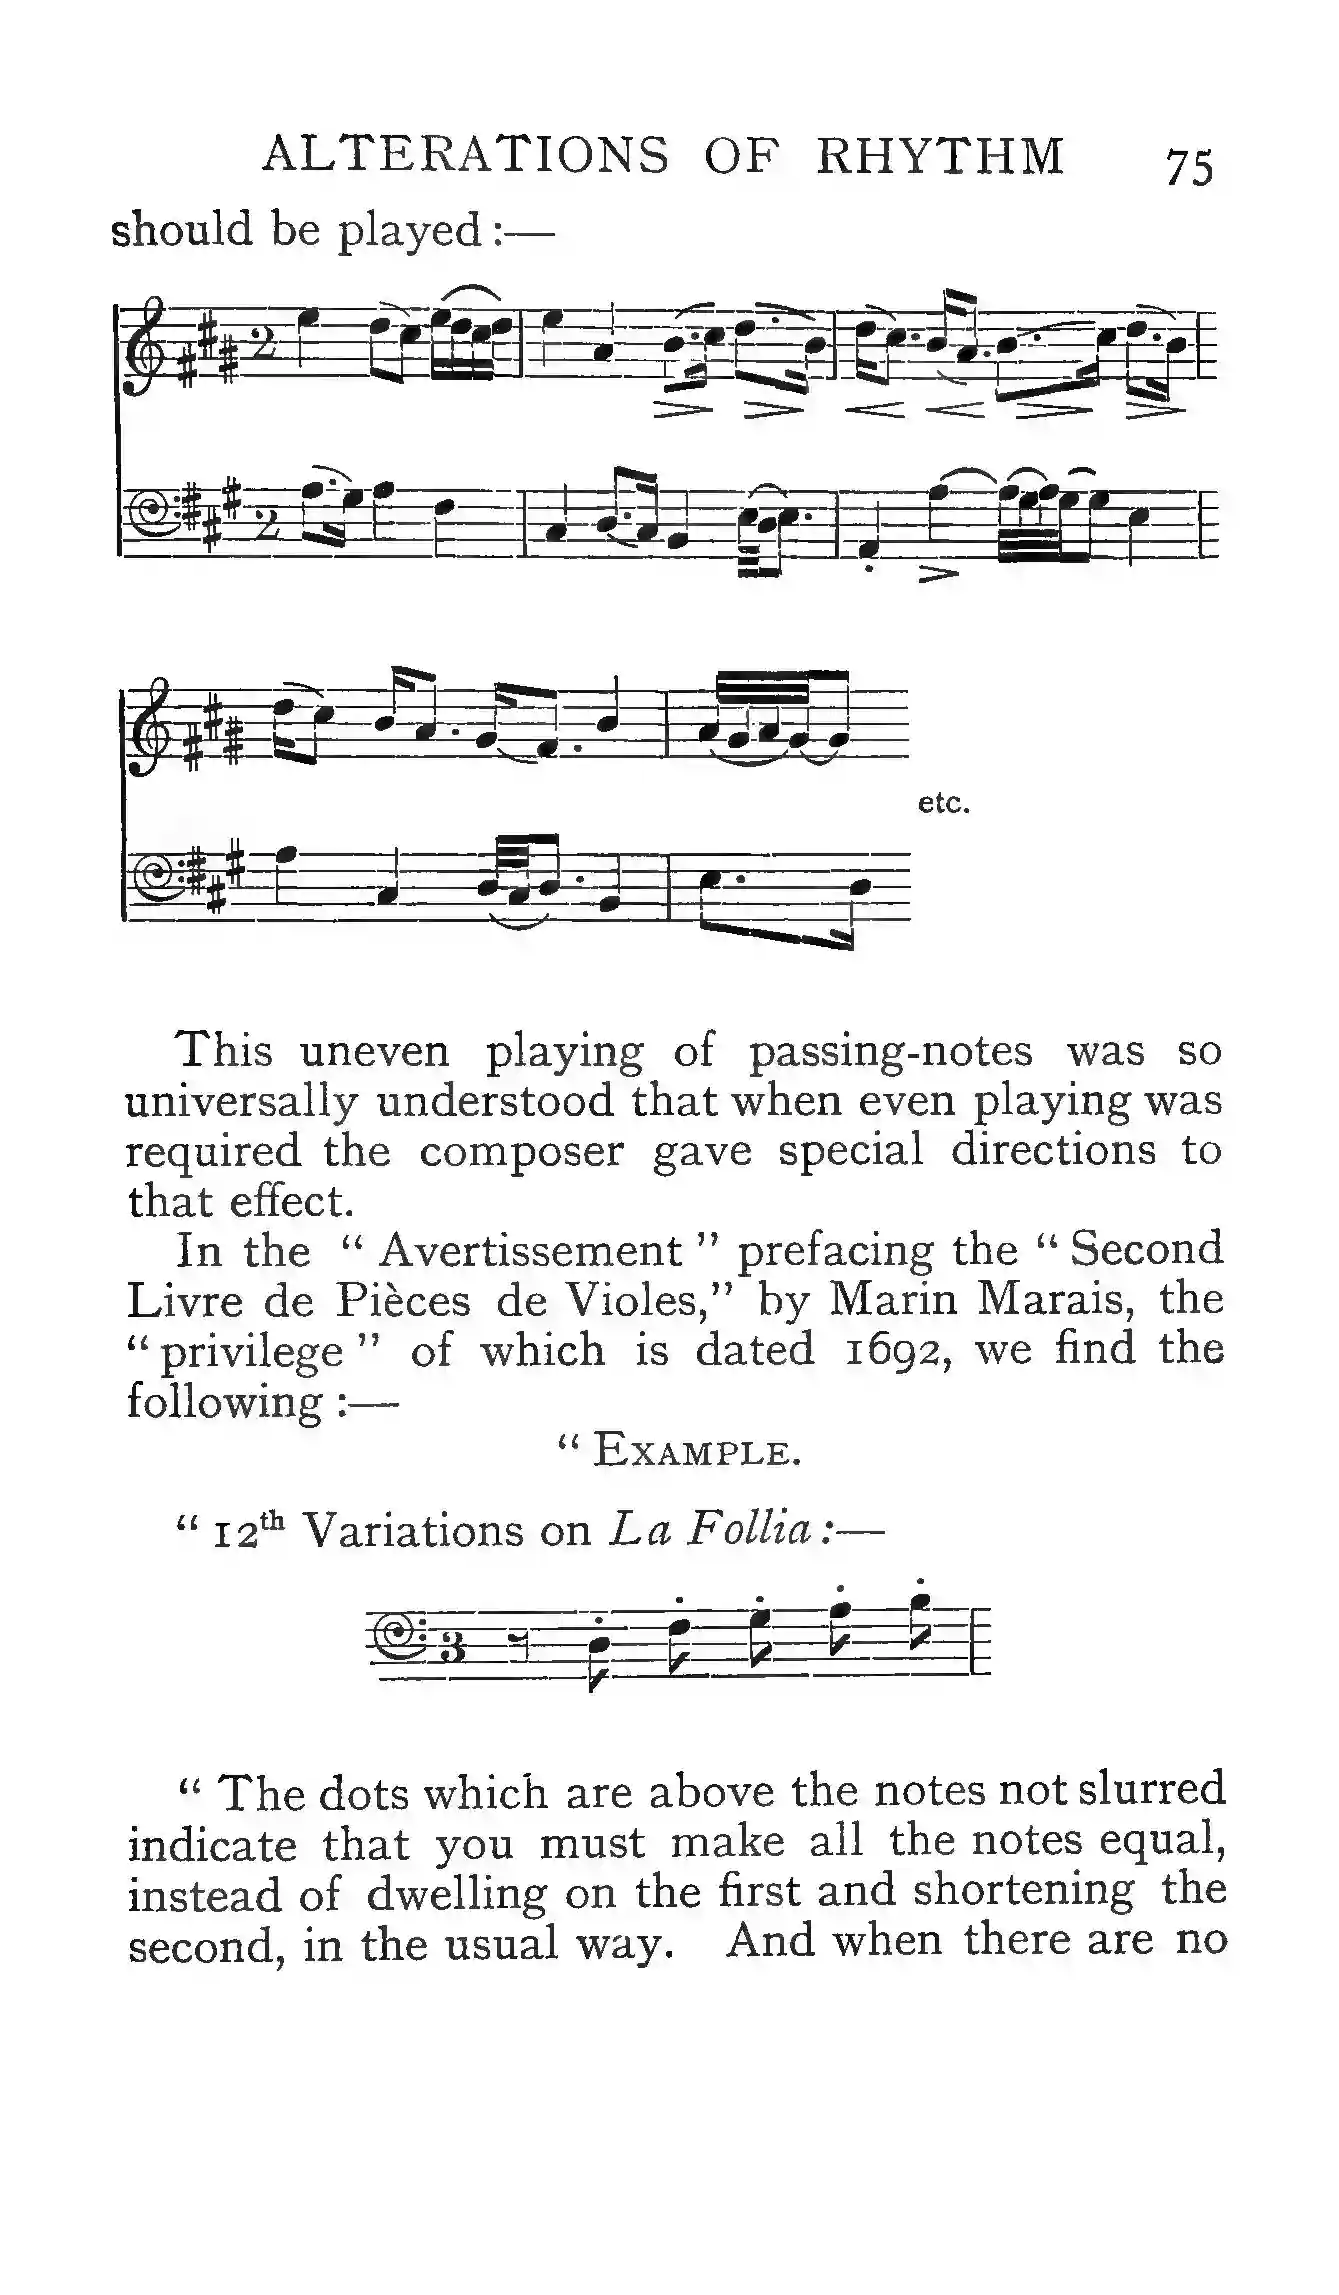 ALTERATIONS OF RHYTHM 75
should be played :—
2
2
etc.
This uneven playing of passing-notes was so
universally understood that when even playing was
required the composer gave special directions to
that effect.
In the “ Avertissement ” prefacing the “ Second
Livre de Pièces de Violes,” by Marin Marais, the
“ privilege ” of which is dated 1692, we find the
following :—
“ EXAMPLE.
“ 12th Variations on La Follia :—
3
“ The dots which are above the notes not slurred
indicate that you must make all the notes equal,
instead of dwelling on the first and shortening the
second, in the usual way. And when there are no